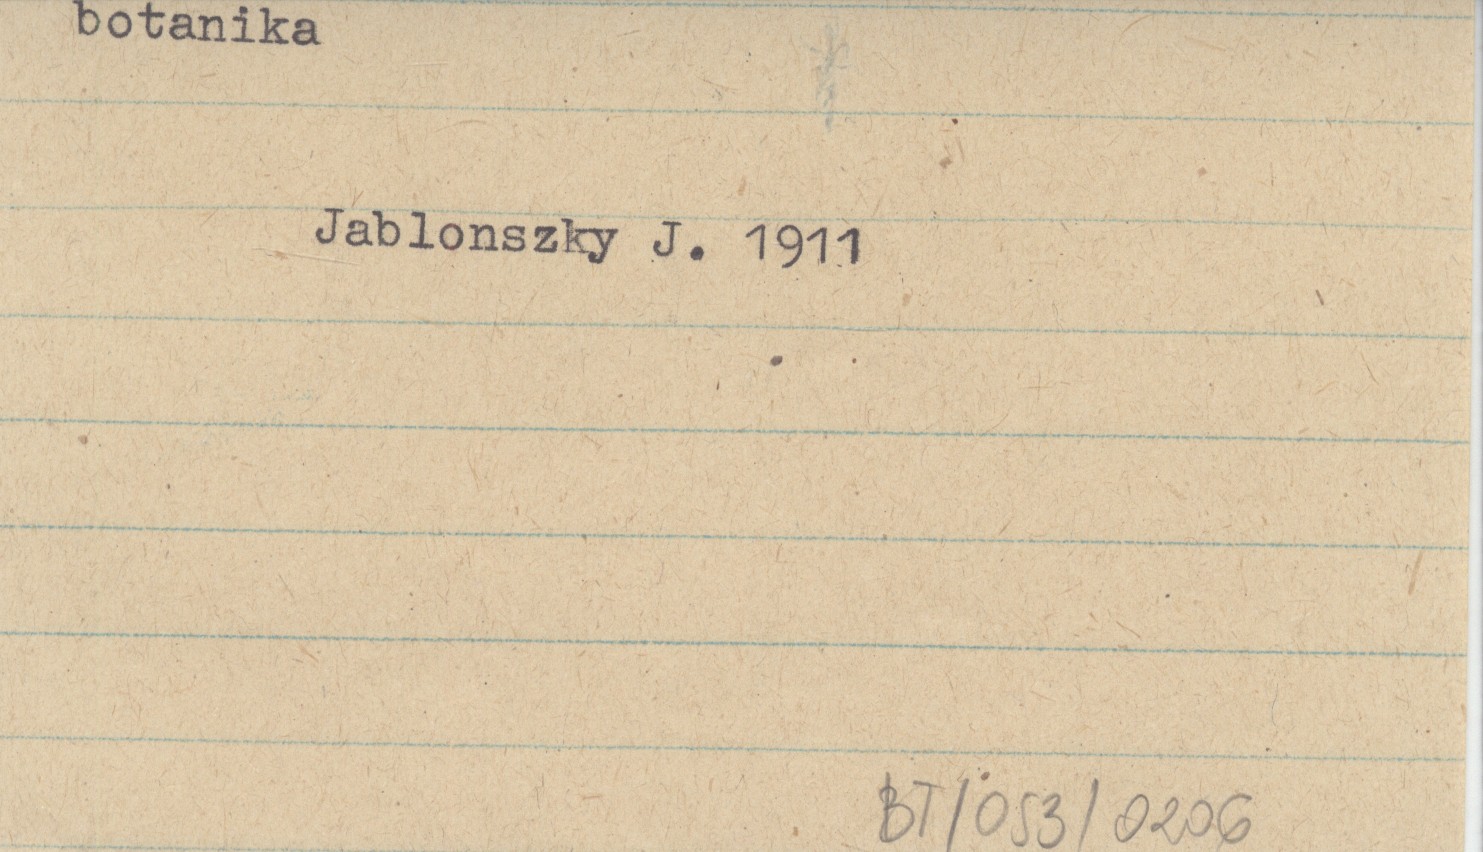 botanika
Jablonszky J. 1911
BT/053/0206